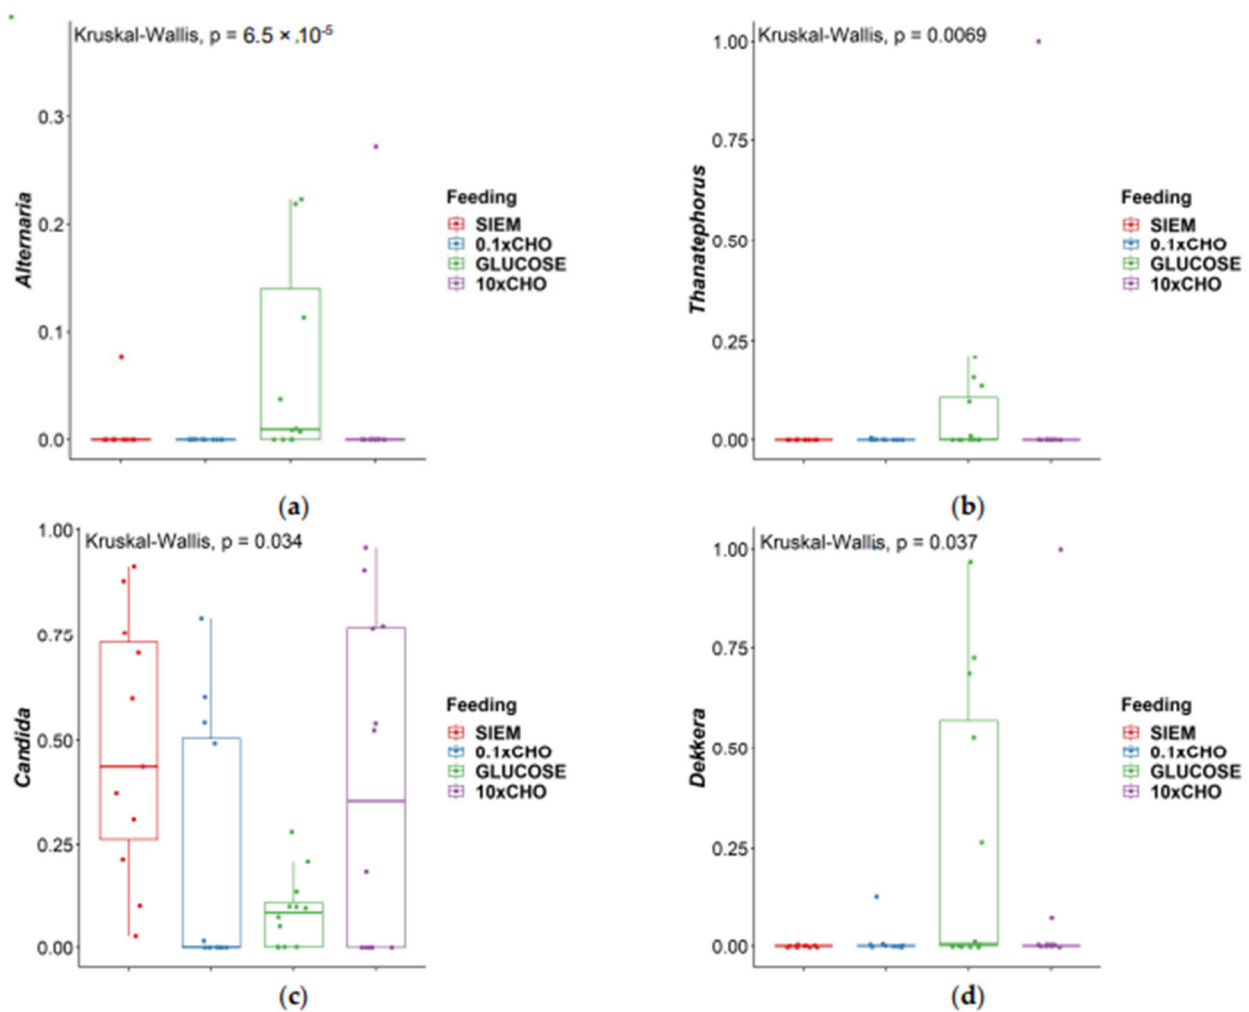 Kruskal-Wallis, p = 6.5 × 10-5
0.3
0.2
0.1
0.0
Alternaria
Feeding
SIEM
0.1xCHO
GLUCOSE
10xCHO
(a)
Kruskal-Wallis, p = 0.0069
1.00
0.75
0.50
0.25
0.00
Thanatephorus
Feeding
SIEM
0.1xCHO
GLUCOSE
10xCHO
(b)
Kruskal-Wallis, p = 0.034
1.00
0.75
0.50
0.25
0.00
Candida
Feeding
SIEM
0.1xCHO
GLUCOSE
10xCHO
(c)
Kruskal-Wallis, p = 0.037
1.00
0.75
0.50
0.25
0.00
Dekkera
Feeding
SIEM
0.1xCHO
GLUCOSE
10xCHO
(d)